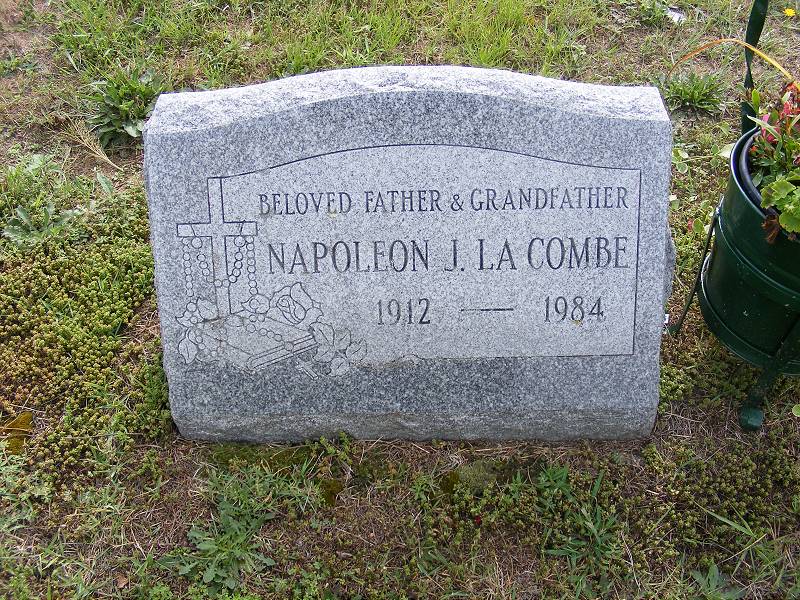 BELOVED FATHER & GRANDFATHER
NAPOLEON J. LA COMBE
1912 — 1984